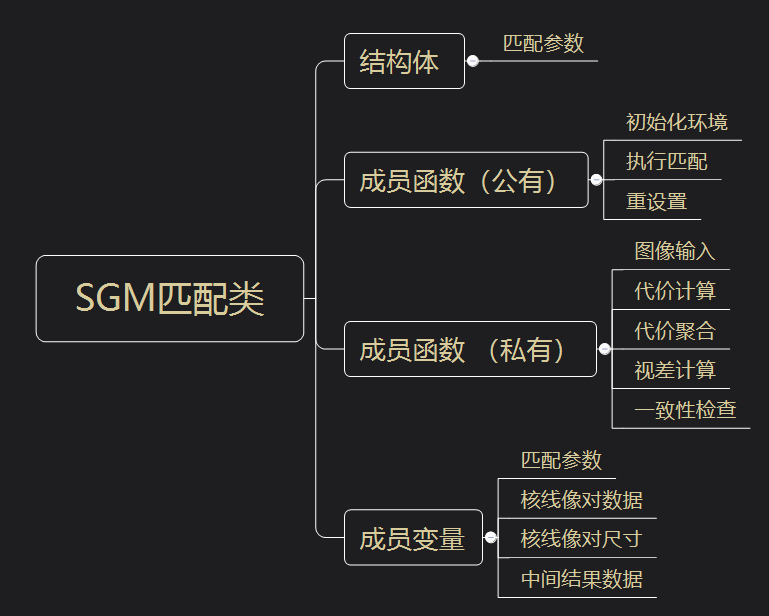 SGM匹配类
结构体
匹配参数
成员函数（公有）
初始化环境
执行匹配
重设置
成员函数 （私有）
图像输入
代价计算
代价聚合
视差计算
一致性检查
成员变量
匹配参数
核线像对数据
核线像对尺寸
中间结果数据